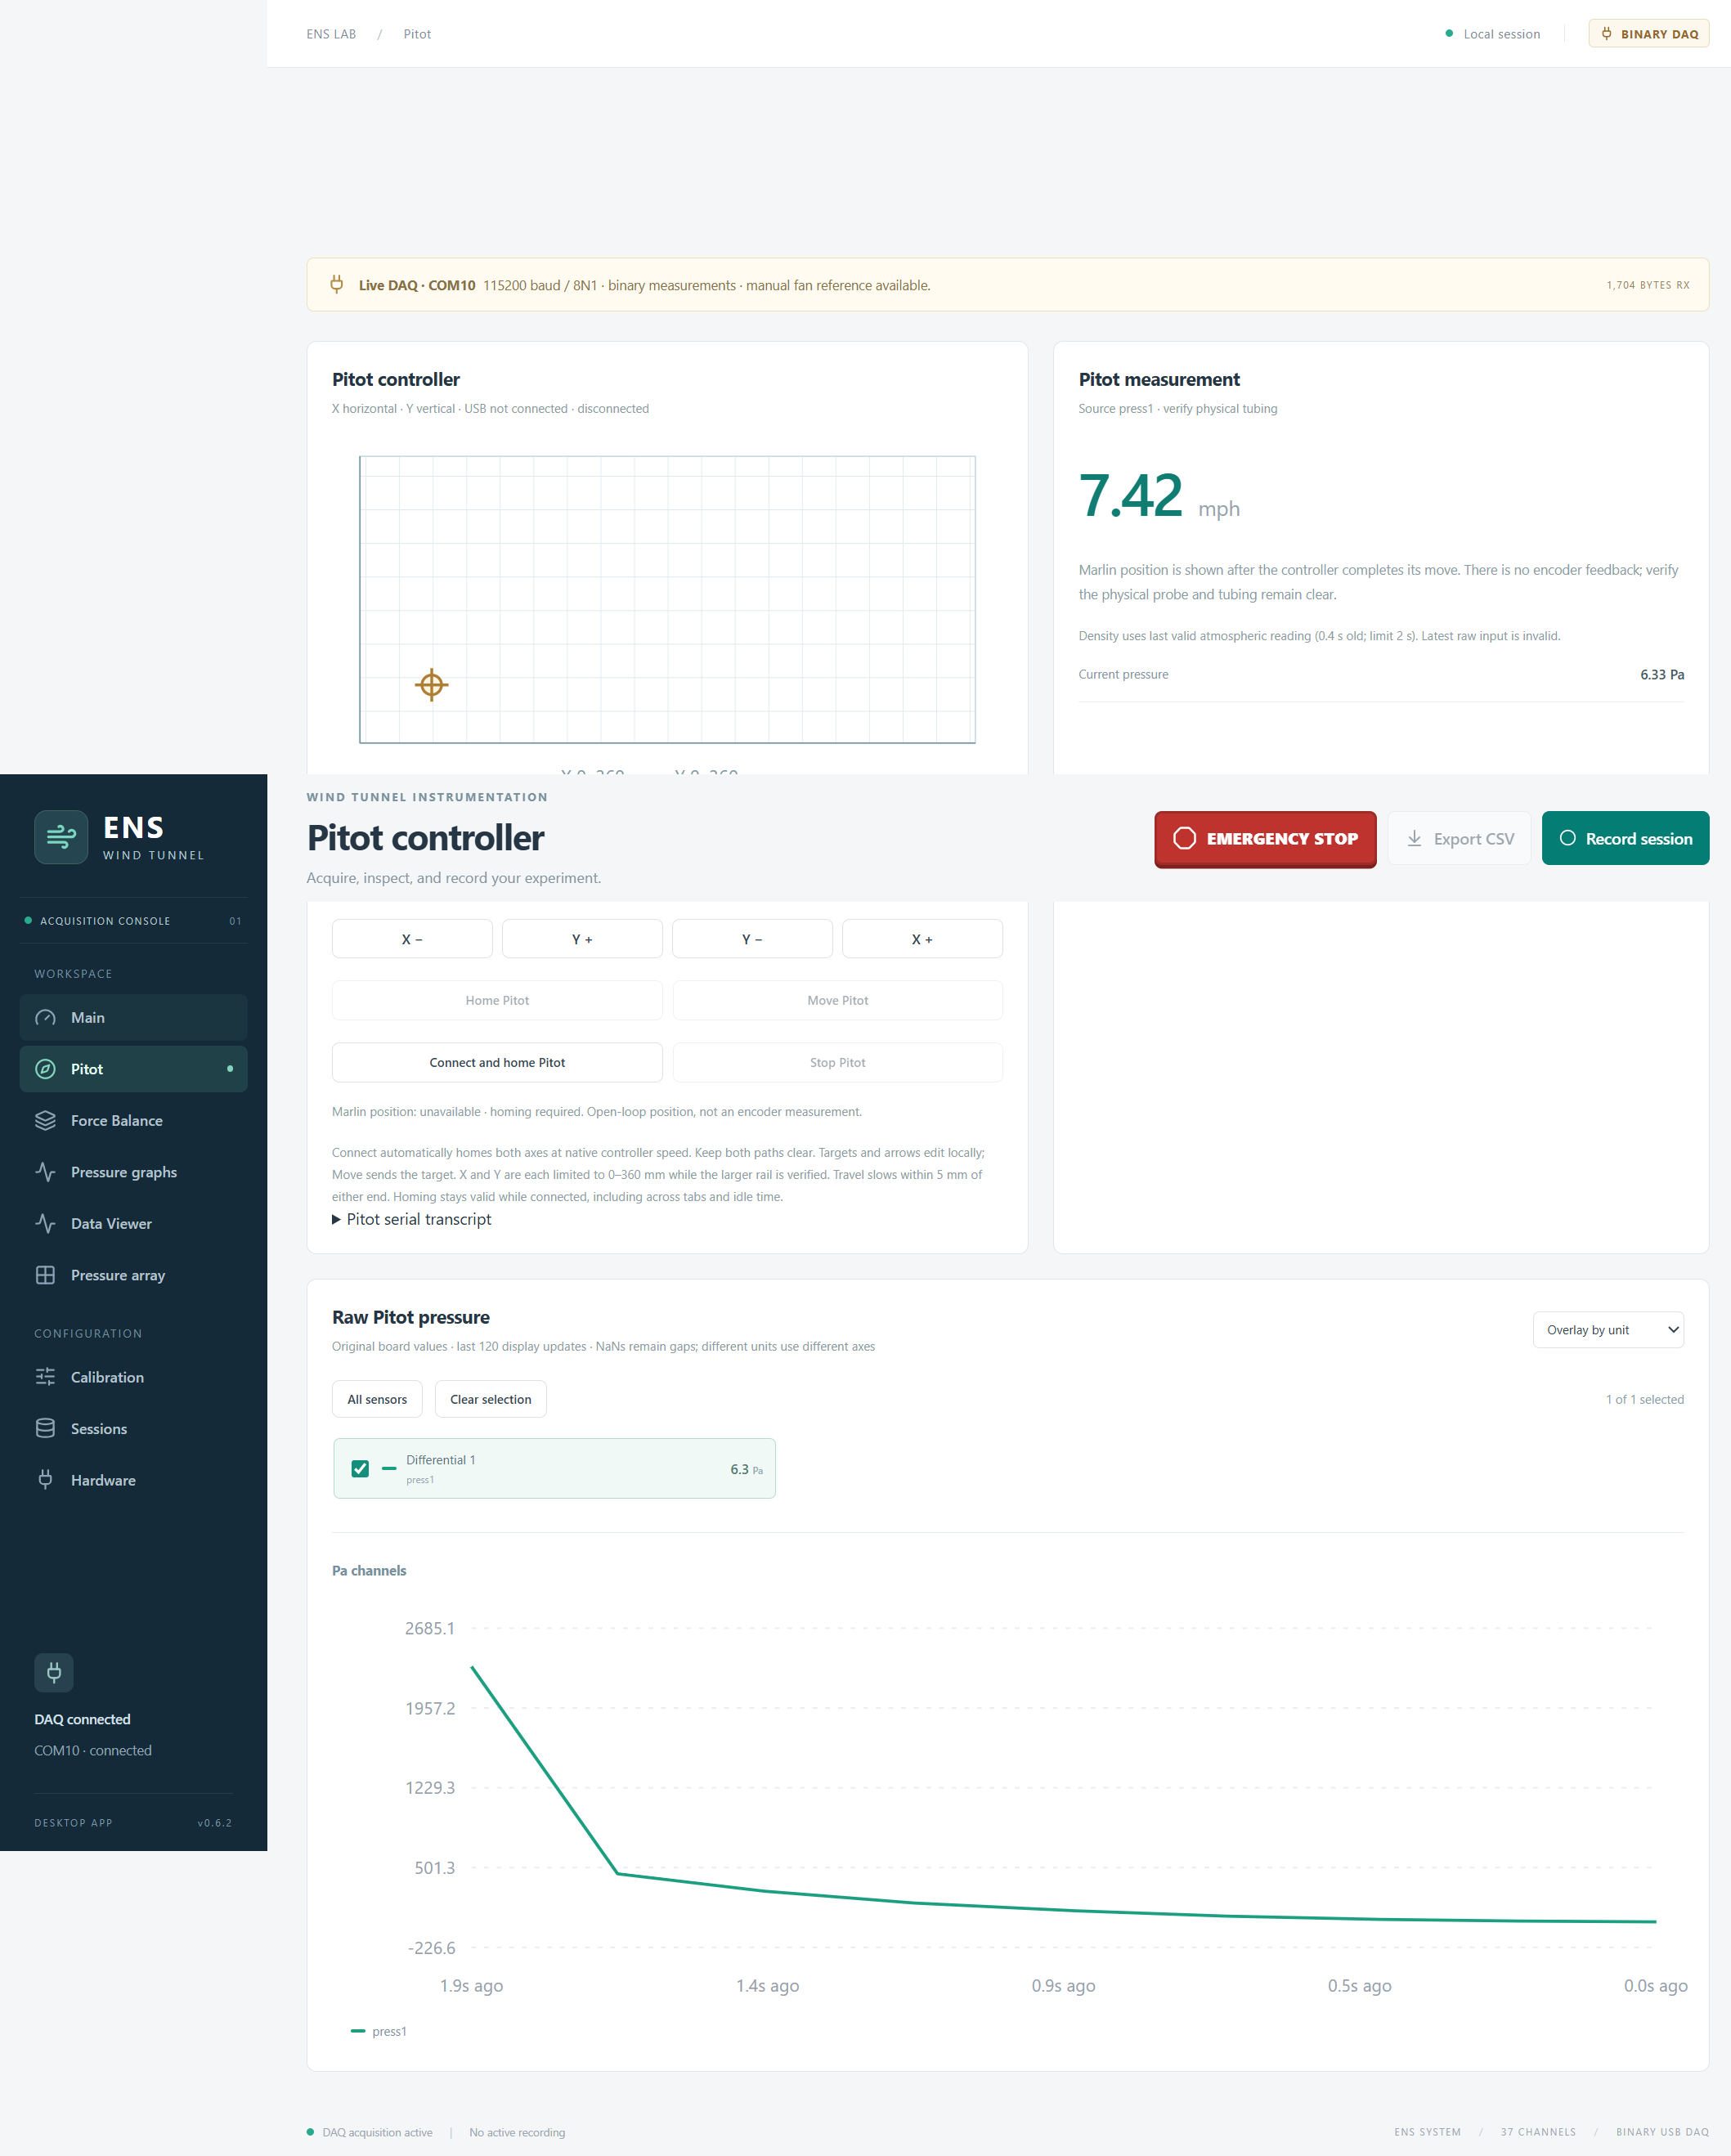 ENS LAB / Pitot
Local session
BINARY DAQ
Live DAQ · COM10 115200 baud / 8N1 · binary measurements · manual fan reference available.
1,704 BYTES RX
Pitot controller
X horizontal · Y vertical · USB not connected · disconnected
Pitot measurement
Source press1 · verify physical tubing
7.42 mph
Marlin position is shown after the controller completes its move. There is no encoder feedback; verify
the physical probe and tubing remain clear.
Density uses last valid atmospheric reading (0.4 s old; limit 2 s). Latest raw input is invalid.
Current pressure 6.33 Pa
ENS
WIND TUNNEL
ACQUISITION CONSOLE 01
WORKSPACE
Main
Pitot
Force Balance
Pressure graphs
Data Viewer
Pressure array
CONFIGURATION
Calibration
Sessions
Hardware
DAQ connected
COM10 · connected
DESKTOP APP v0.6.2
WIND TUNNEL INSTRUMENTATION
Pitot controller
Acquire, inspect, and record your experiment.
EMERGENCY STOP
Export CSV
Record session
X − Y + Y − X +
Home Pitot Move Pitot
Connect and home Pitot Stop Pitot
Marlin position: unavailable · homing required. Open-loop position, not an encoder measurement.
Connect automatically homes both axes at native controller speed. Keep both paths clear. Targets and arrows edit locally;
Move sends the target. X and Y are each limited to 0–360 mm while the larger rail is verified. Travel slows within 5 mm of
either end. Homing stays valid while connected, including across tabs and idle time.
Pitot serial transcript
Raw Pitot pressure
Original board values · last 120 display updates · NaNs remain gaps; different units use different axes
Overlay by unit
All sensors Clear selection
1 of 1 selected
Differential 1
press1
6.3 Pa
Pa channels
2685.1
1957.2
1229.3
501.3
-226.6
1.9s ago 1.4s ago 0.9s ago 0.5s ago 0.0s ago
press1
DAQ acquisition active | No active recording
ENS SYSTEM / 37 CHANNELS / BINARY USB DAQ